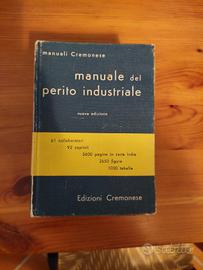 manuali Cremonese
manuale del
perito industriale
nuova edizione
61 collaboratori
92 capitoli
2600 pagine in carta india
2650 figure
1000 tabelle
Edizioni Cremonese